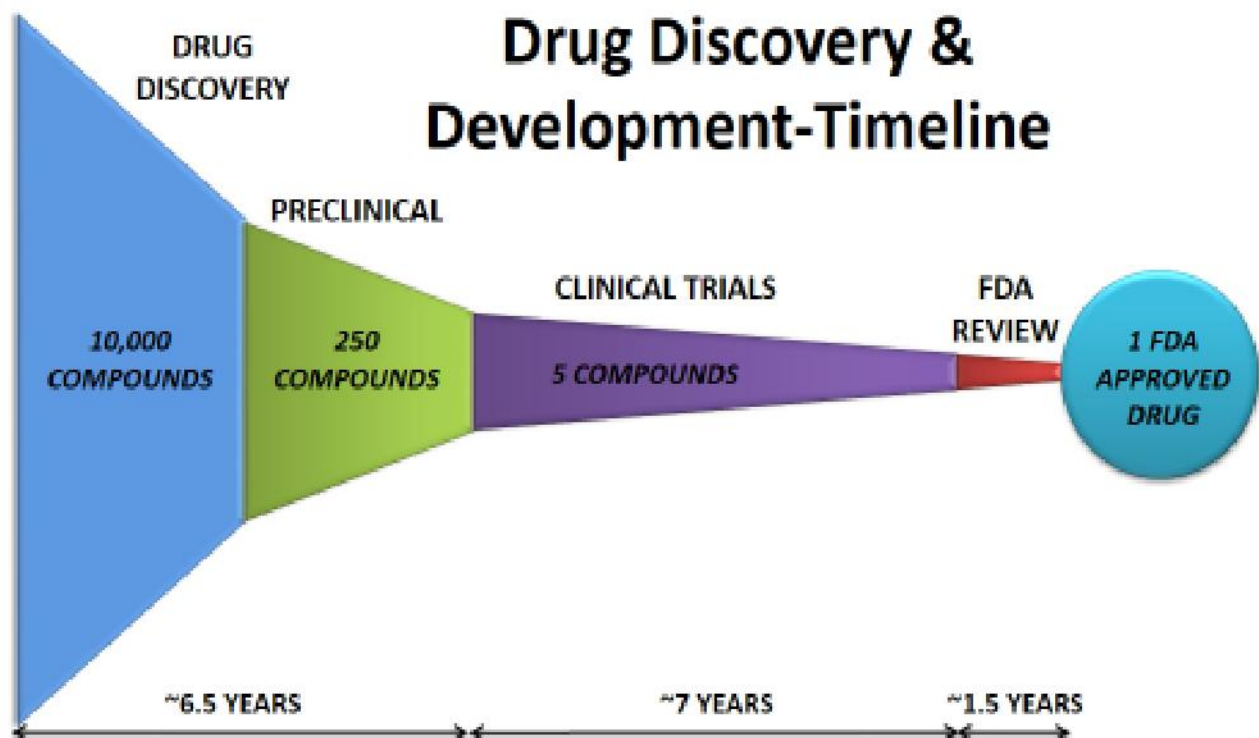 Drug Discovery &
Development-Timeline
DRUG
DISCOVERY
PRECLINICAL
CLINICAL TRIALS
FDA
REVIEW
10,000
COMPOUNDS
250
COMPOUNDS
5 COMPOUNDS
1 FDA
APPROVED
DRUG
~6.5 YEARS
~7 YEARS
~1.5 YEARS